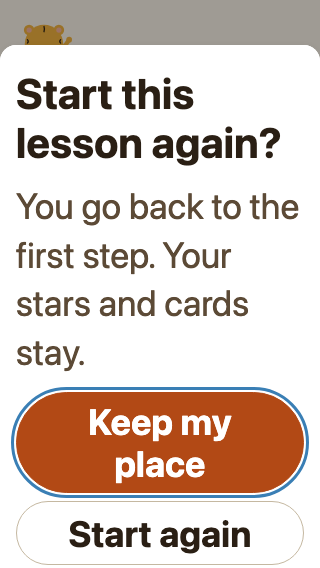 Start this
lesson again?
You go back to the
first step. Your
stars and cards
stay.
Keep my
place
Start again